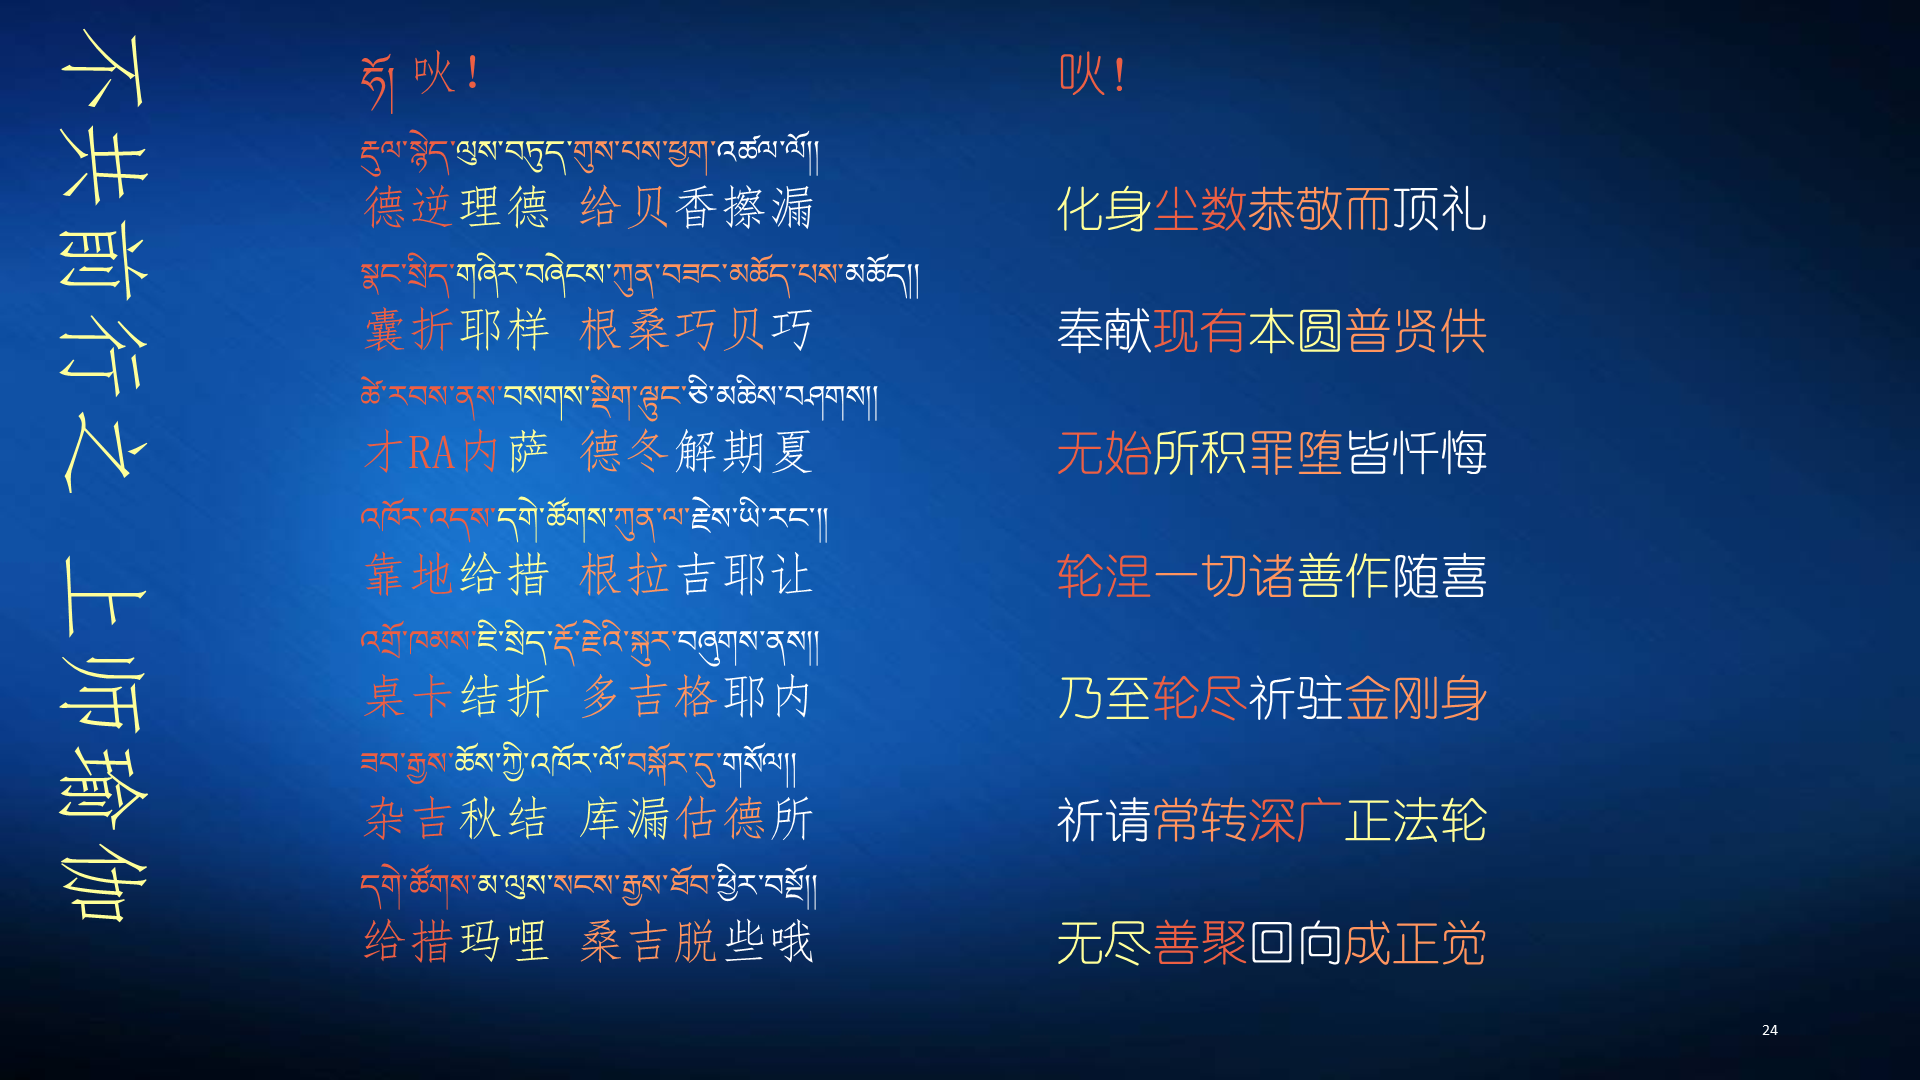 不共前行之 上师瑜伽
ཧོ། 吙！
རྡུལ་སྙེད་ལུས་བཏུད་གུས་པས་ཕྱག་འཚལ་ལོ།།
德逆理德 给贝香擦漏
སྣང་སྲིད་གཞིར་བཞེངས་ཀུན་བཟང་མཆོད་པས་མཆོད།།
囊折耶样 根桑巧贝巧
ཚེ་རབས་ནས་བསགས་སྡིག་ལྟུང་ཅི་མཆིས་བཤགས།།
才RA内萨 德冬解期夏
འཁོར་འདས་དགེ་ཚོགས་ཀུན་ལ་རྗེས་ཡི་རང་༎
靠地给措 根拉吉耶让
འགྲོ་ཁམས་ཇི་སྲིད་རྡོ་རྗེའི་སྐུར་བཞུགས་ནས།།
桌卡结折 多吉格耶内
ཟབ་རྒྱས་ཆོས་ཀྱི་འཁོར་ལོ་བསྐོར་དུ་གསོལ།།
杂吉秋结 库漏估德所
དགེ་ཚོགས་མ་ལུས་སངས་རྒྱས་ཐོབ་ཕྱིར་བསྔོ།།
给措玛哩 桑吉脱些哦
吙！
化身尘数恭敬而顶礼
奉献现有本圆普贤供
无始所积罪堕皆忏悔
轮涅一切诸善作随喜
乃至轮尽祈驻金刚身
祈请常转深广正法轮
无尽善聚回向成正觉
24